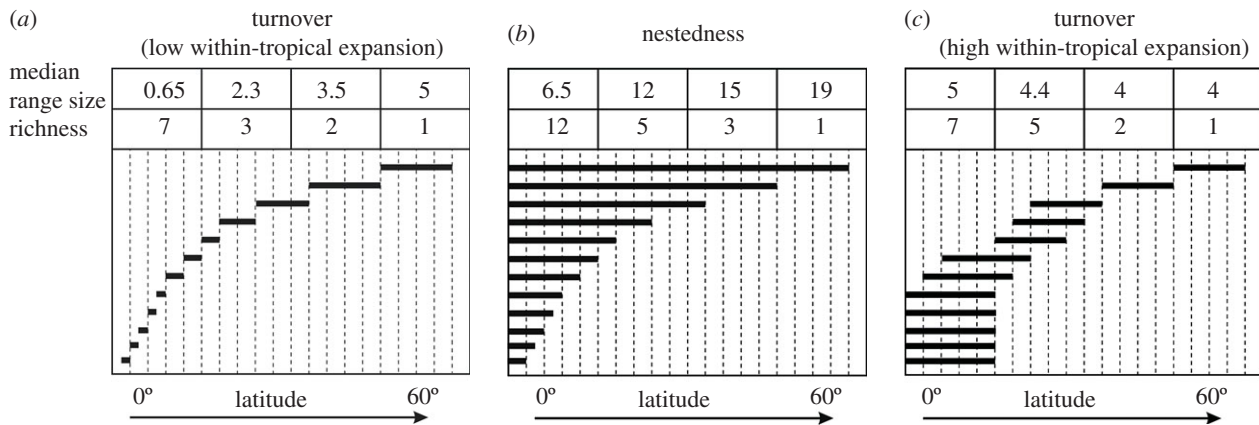 (a) turnover
(low within-tropical expansion)
median
range size
richness
0.65 2.3 3.5 5
7 3 2 1
0º latitude 60º
(b) nestedness
6.5 12 15 19
12 5 3 1
0º latitude 60º
(c) turnover
(high within-tropical expansion)
5 4.4 4 4
7 5 2 1
0º latitude 60º